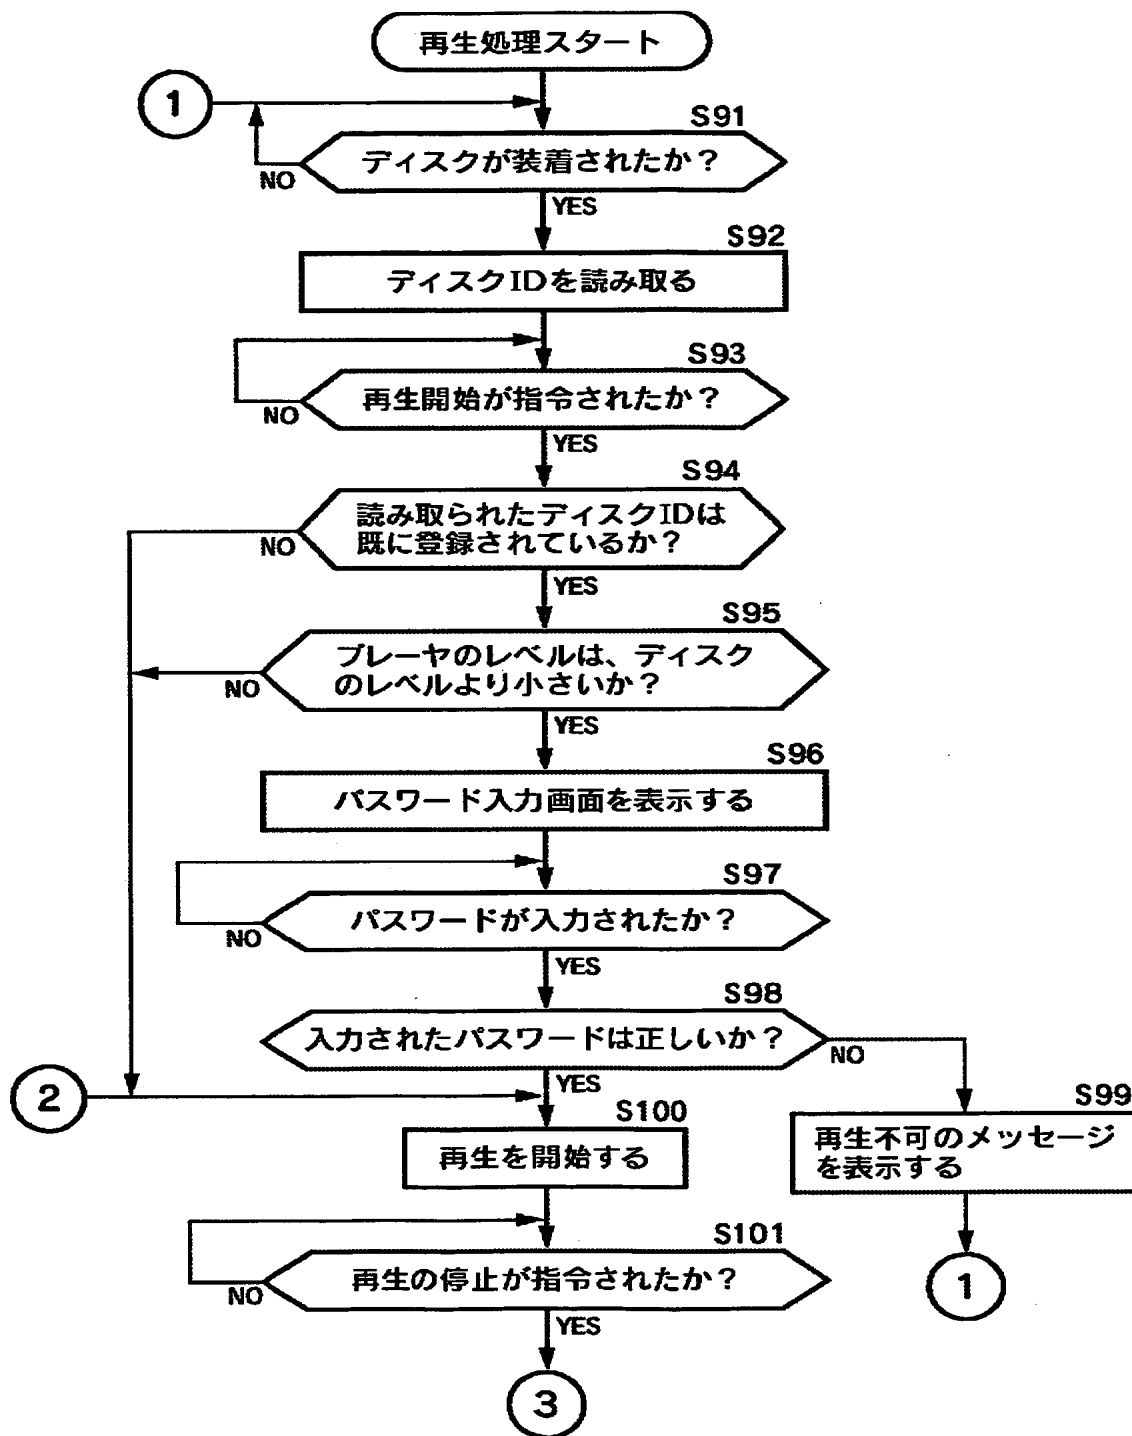 再生処理スタート
1
S91
ディスクが装着されたか?
NO
YES
S92
ディスクIDを読み取る
S93
再生開始が指令されたか?
NO
YES
S94
読み取られたディスクIDは
既に登録されているか?
NO
YES
S95
プレーヤのレベルは、ディスク
のレベルより小さいか?
NO
YES
S96
パスワード入力画面を表示する
S97
パスワードが入力されたか?
NO
YES
S98
入力されたパスワードは正しいか?
NO
YES
2
S99
再生不可のメッセージ
を表示する
S100
再生を開始する
S101
再生の停止が指令されたか?
NO
1
YES
3